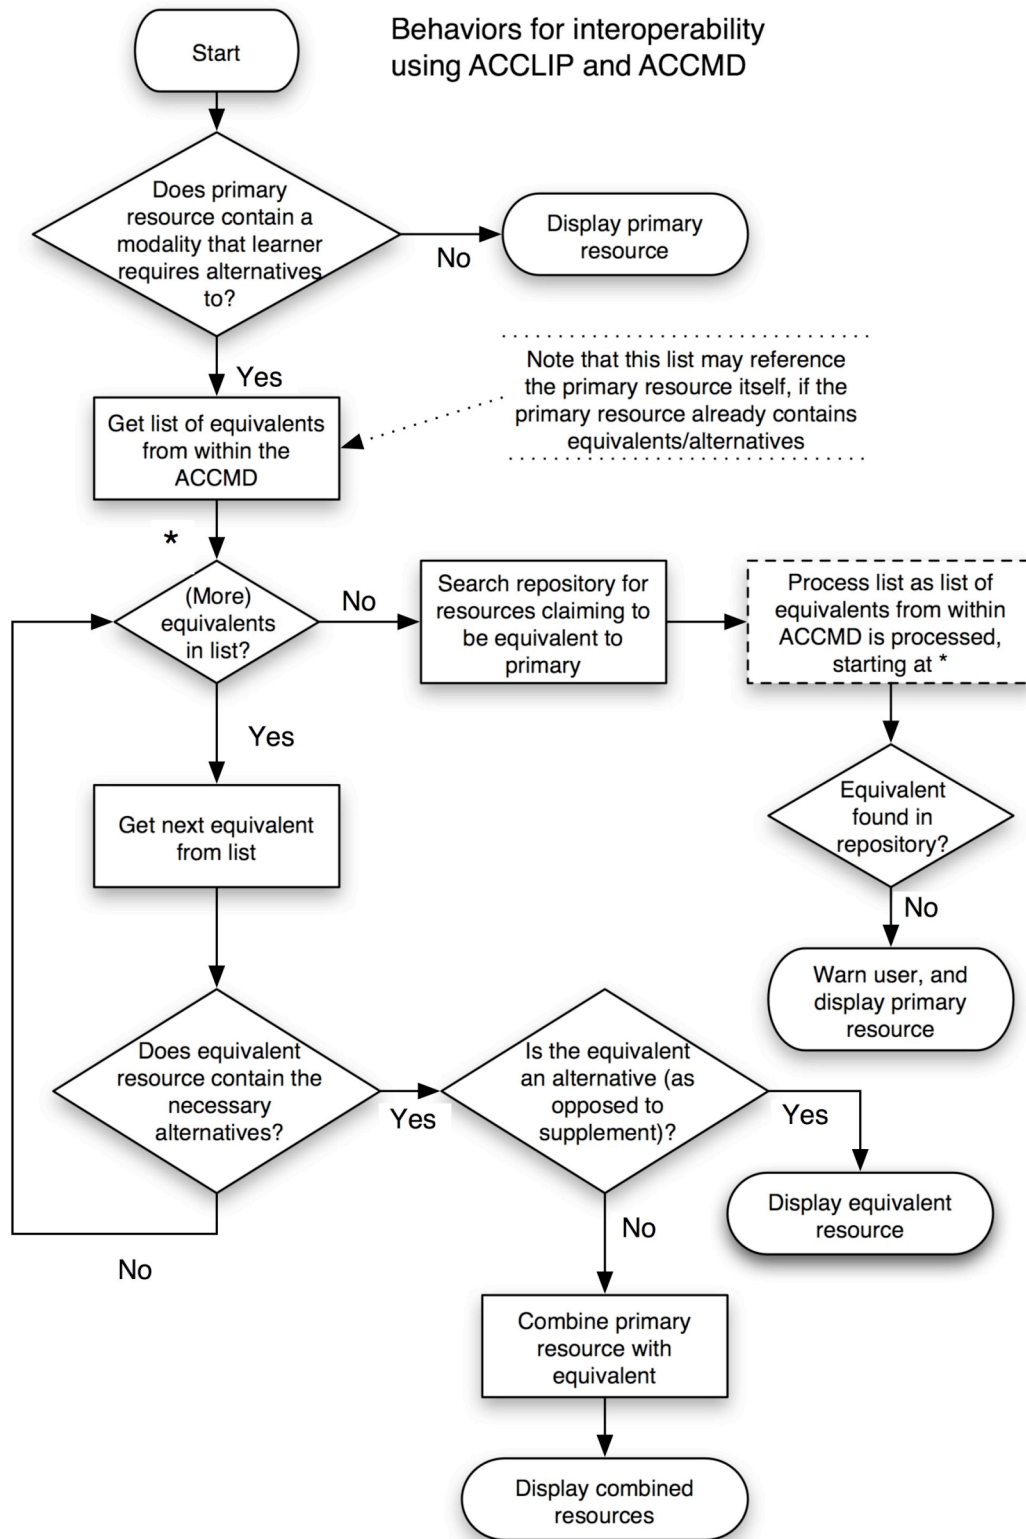 Behaviors for interoperability
using ACCLIP and ACCMD
Start
Does primary
resource contain a
modality that learner
requires alternatives
to?
No
Display primary
resource
Yes
Note that this list may reference
the primary resource itself, if the
primary resource already contains
equivalents/alternatives
Get list of equivalents
from within the
ACCMD
*
(More)
equivalents
in list?
No
Search repository for
resources claiming to
be equivalent to
primary
Process list as list of
equivalents from within
ACCMD is processed,
starting at *
Yes
Equivalent
found in
repository?
No
Warn user, and
display primary
resource
Get next equivalent
from list
Does equivalent
resource contain the
necessary
alternatives?
Yes
No
Is the equivalent
an alternative (as
opposed to
supplement)?
Yes
Display equivalent
resource
No
Combine primary
resource with
equivalent
Display combined
resources